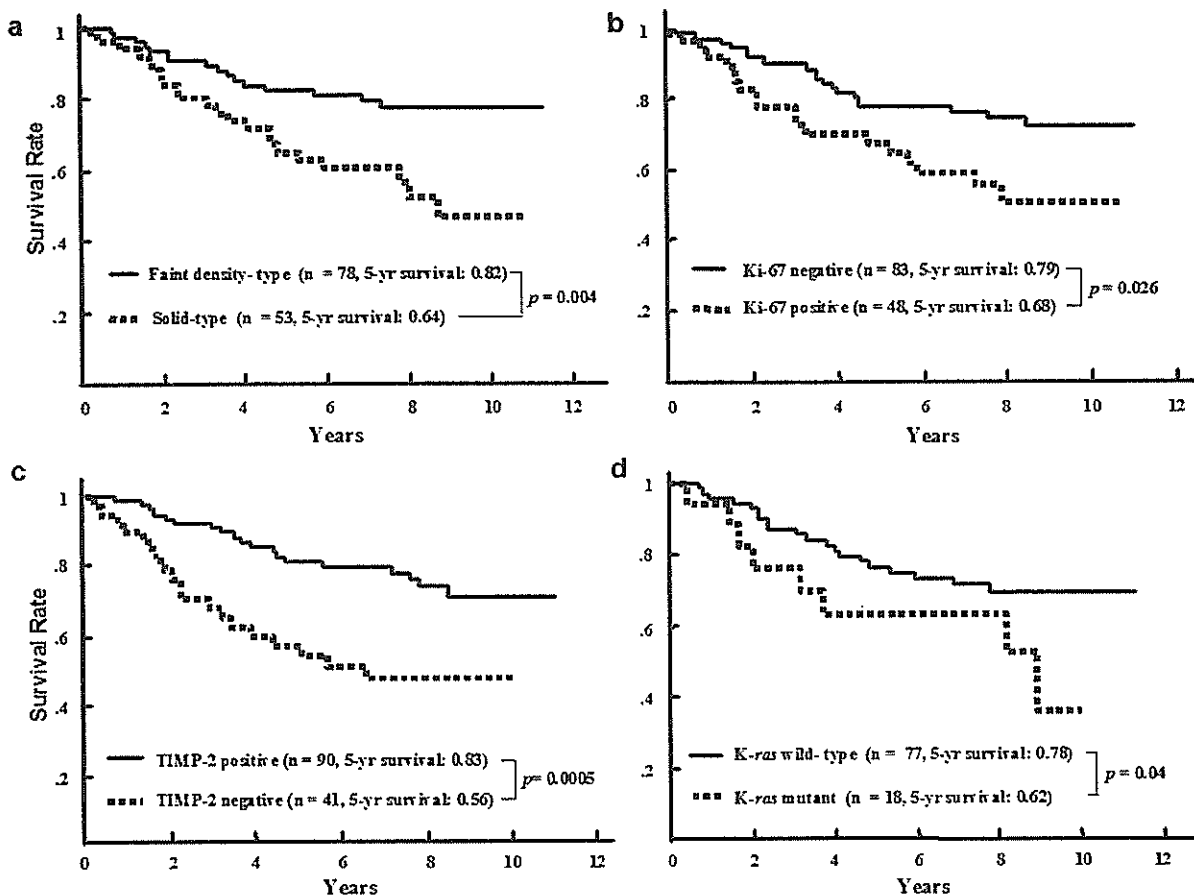 a
1
.8
.6
.4
.2
Survival Rate
Faint density-type (n = 78, 5-yr survival: 0.82)
Solid-type (n = 53, 5-yr survival: 0.64)
p = 0.004
0 2 4 6 8 10 12
Years
b
1
.8
.6
.4
.2
Ki-67 negative (n = 83, 5-yr survival: 0.79)
Ki-67 positive (n = 48, 5-yr survival: 0.68)
p = 0.026
0 2 4 6 8 10 12
Years
c
1
.8
.6
.4
.2
Survival Rate
TIMP-2 positive (n = 90, 5-yr survival: 0.83)
TIMP-2 negative (n = 41, 5-yr survival: 0.56)
p = 0.0005
0 2 4 6 8 10 12
Years
d
1
.8
.6
.4
.2
K-ras wild-type (n = 77, 5-yr survival: 0.78)
K-ras mutant (n = 18, 5-yr survival: 0.62)
p = 0.04
0 2 4 6 8 10 12
Years